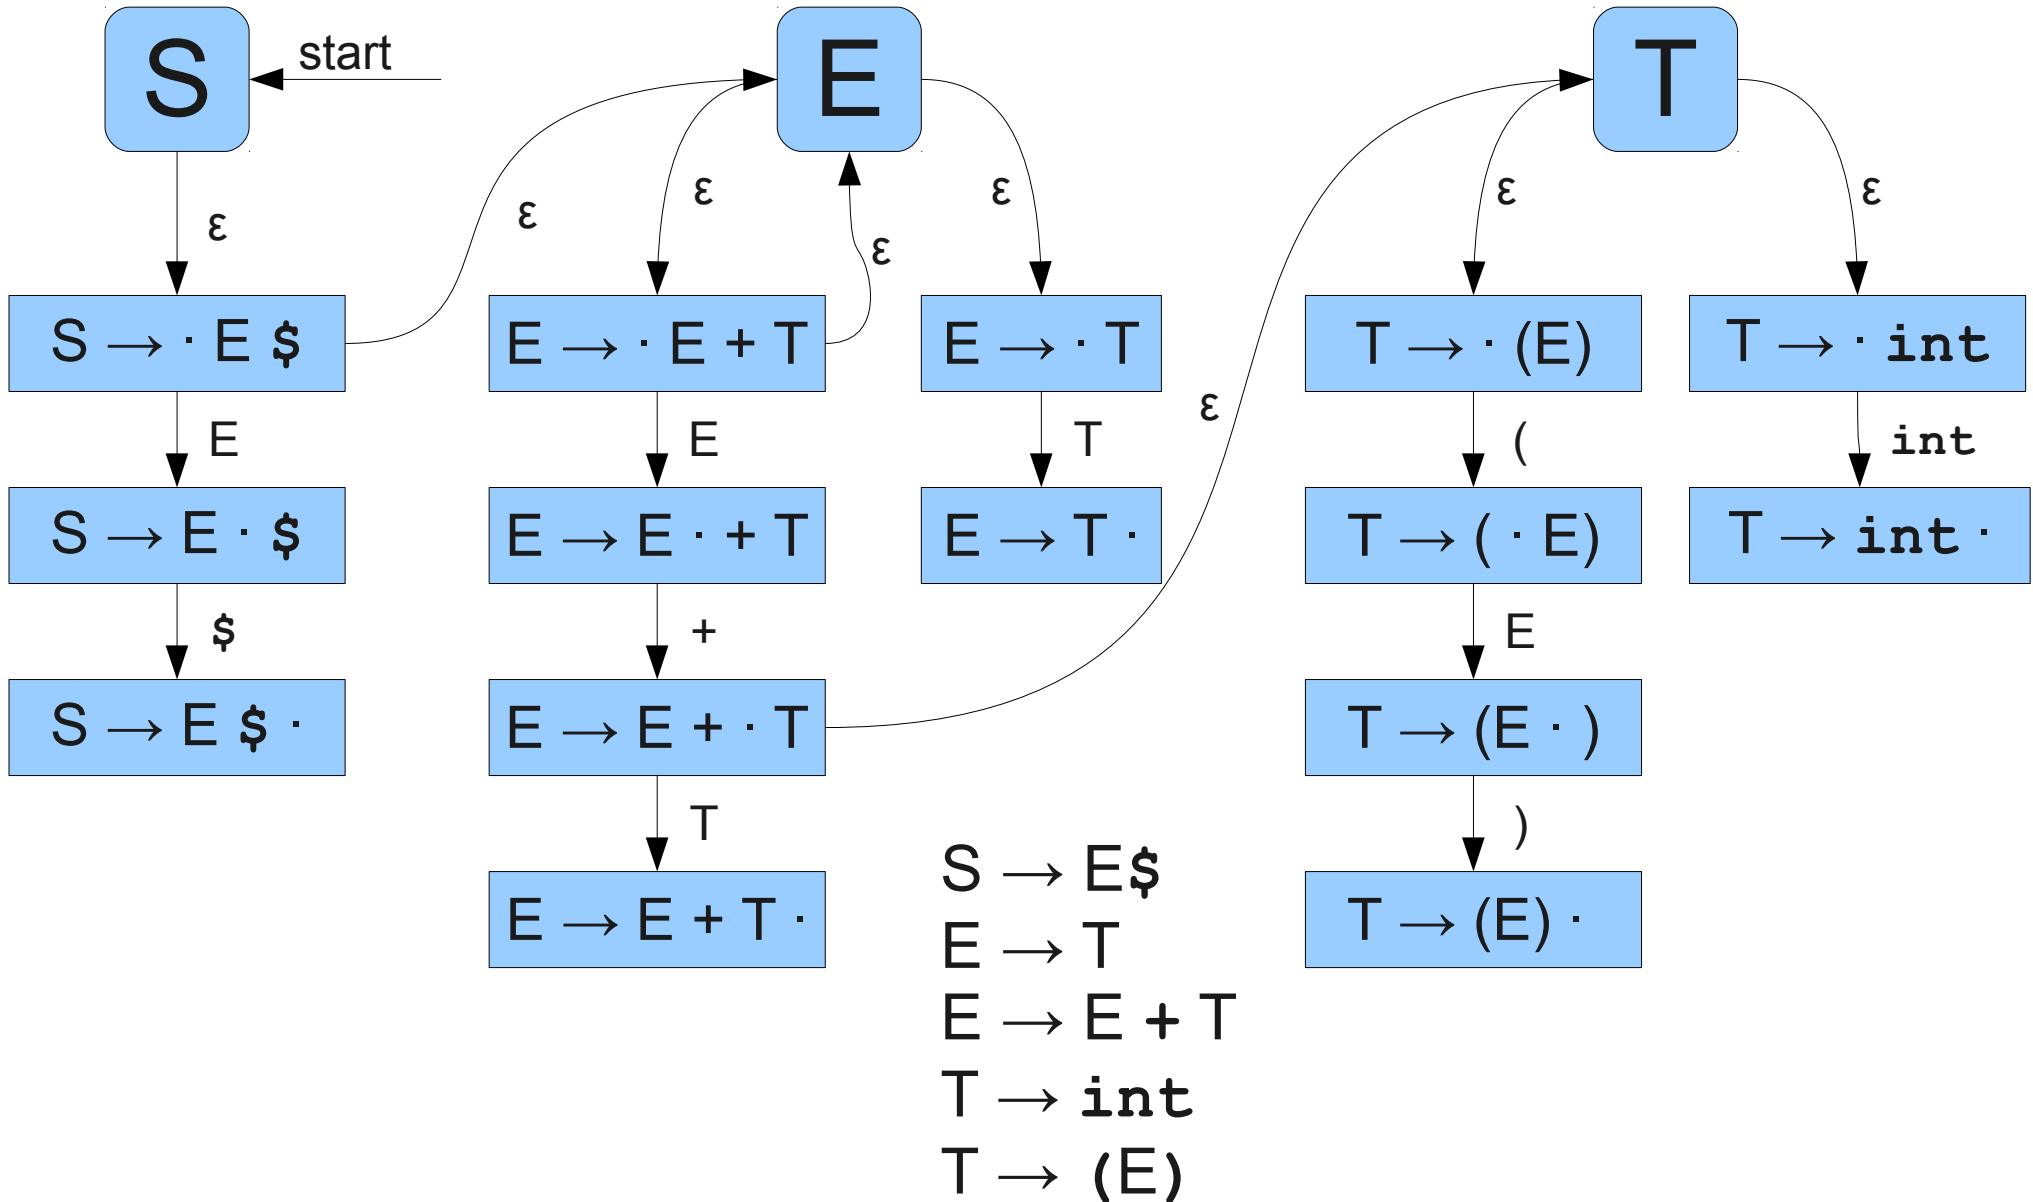 S start E T
ε ε ε ε ε ε ε
S → · E $ E → · E + T E → · T T → · (E) T → · int
ε
E E T ( int
S → E · $ E → E · + T E → T · T → ( · E) T → int ·
$ + E
S → E $ · E → E + · T T → (E · )
T )
E → E + T · T → (E) ·
S → E$
E → T
E → E + T
T → int
T → (E)